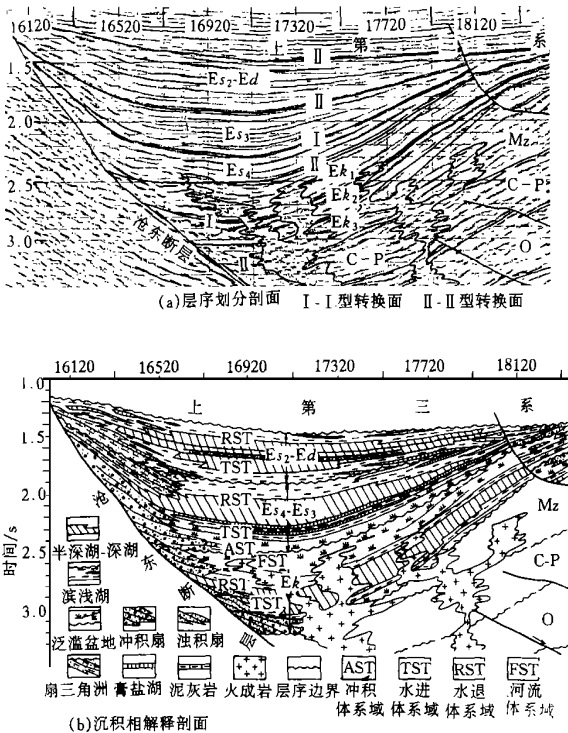 16120 16520 16920 17320 17720 18120
上 第 系
Ⅱ
1.5
Es₂-Ed
Ⅱ
2.0
Es₃
Ⅰ
Mz
Es₄
Ⅱ
Ek₁
2.5
Ek₂
C-P
Ⅰ
Ek₃
沧东断层
3.0
Ⅱ
C-P
O
(a)层序划分剖面 Ⅰ-Ⅰ型转换面 Ⅱ-Ⅱ型转换面
16120 16520 16920 17320 17720 18120
1.0
上 第 三 系
1.5
RST
Es₂-Ed
TST
2.0
RST
Es₄-Es₃
Mz
沧东断层
TST
半深湖-深湖
AST
2.5
FST
C-P
RST
Ek
滨浅湖
TST
3.0
O
时间/s
泛滥盆地 冲积扇 浊积扇
AST TST RST FST
扇三角洲 膏盐湖 泥灰岩 火成岩 层序边界 冲积体系域 水进体系域 水退体系域 河流体系域
(b)沉积相解释剖面